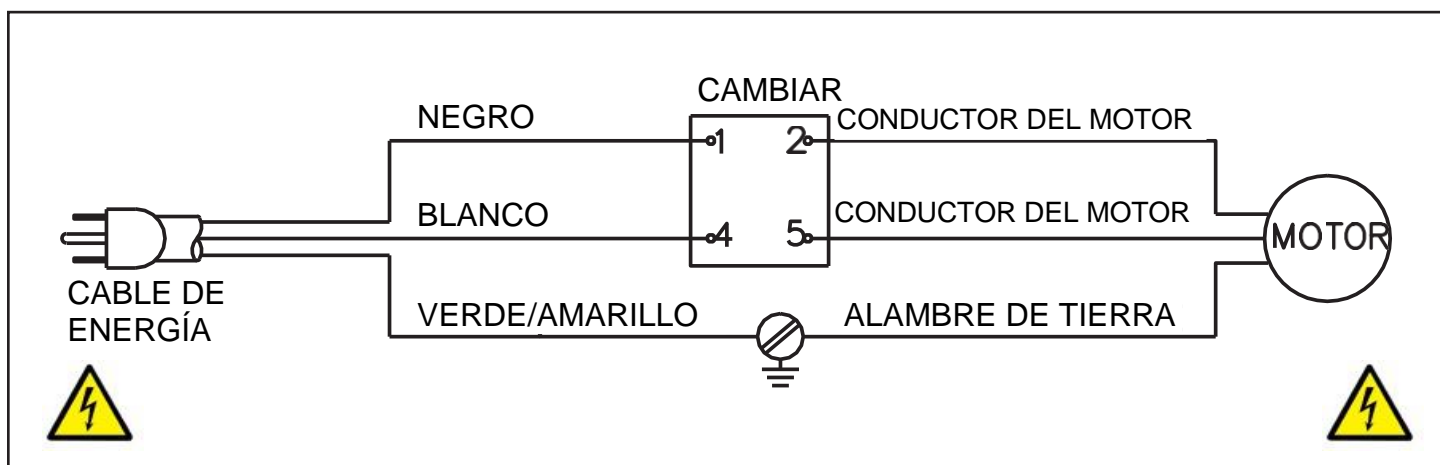 CAMBIAR
NEGRO
1
2
CONDUCTOR DEL MOTOR
BLANCO
4
5
CONDUCTOR DEL MOTOR
MOTOR
CABLE DE
ENERGÍA
VERDE/AMARILLO
ALAMBRE DE TIERRA